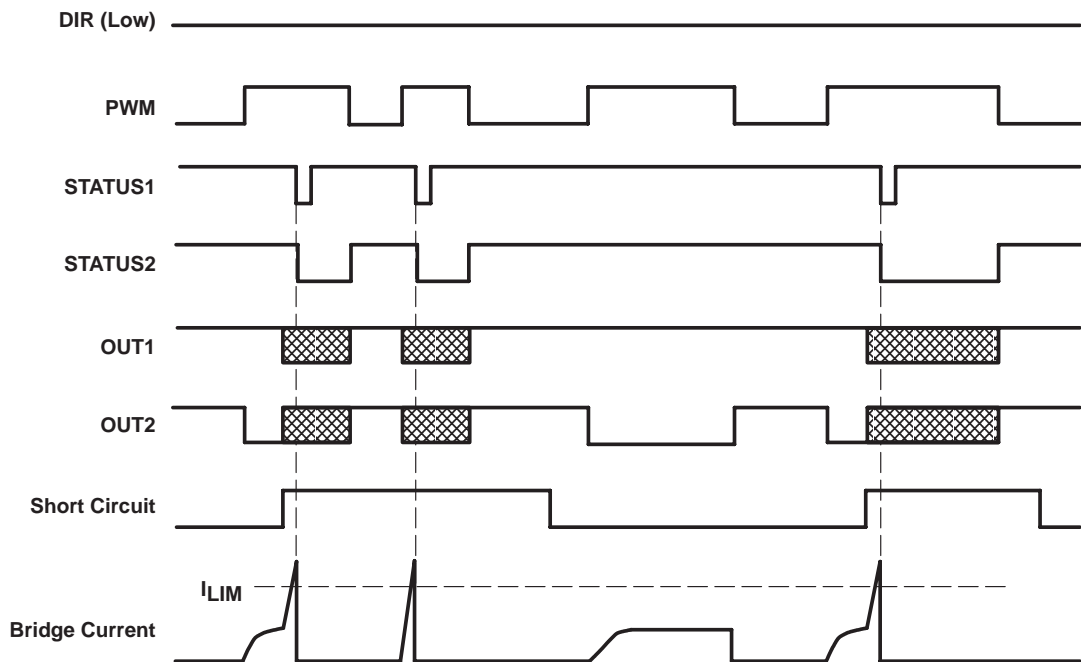 DIR (Low)
PWM
STATUS1
STATUS2
OUT1
OUT2
Short Circuit
ILIM
Bridge Current